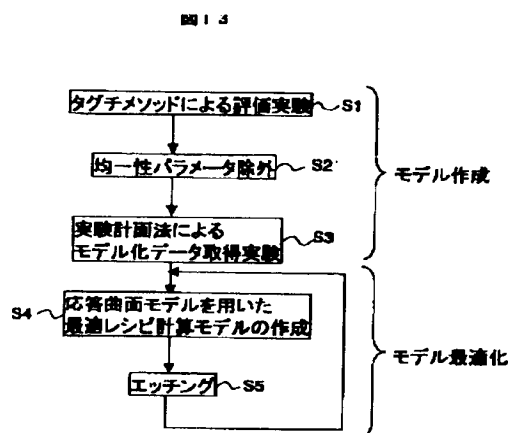 図13
タグチメソッドによる評価実験
S1
均一性パラメータ除外
S2
モデル作成
実験計画法による
モデル化データ取得実験
S3
S4
応答曲面モデルを用いた
最適レシピ計算モデルの作成
モデル最適化
エッチング
S5